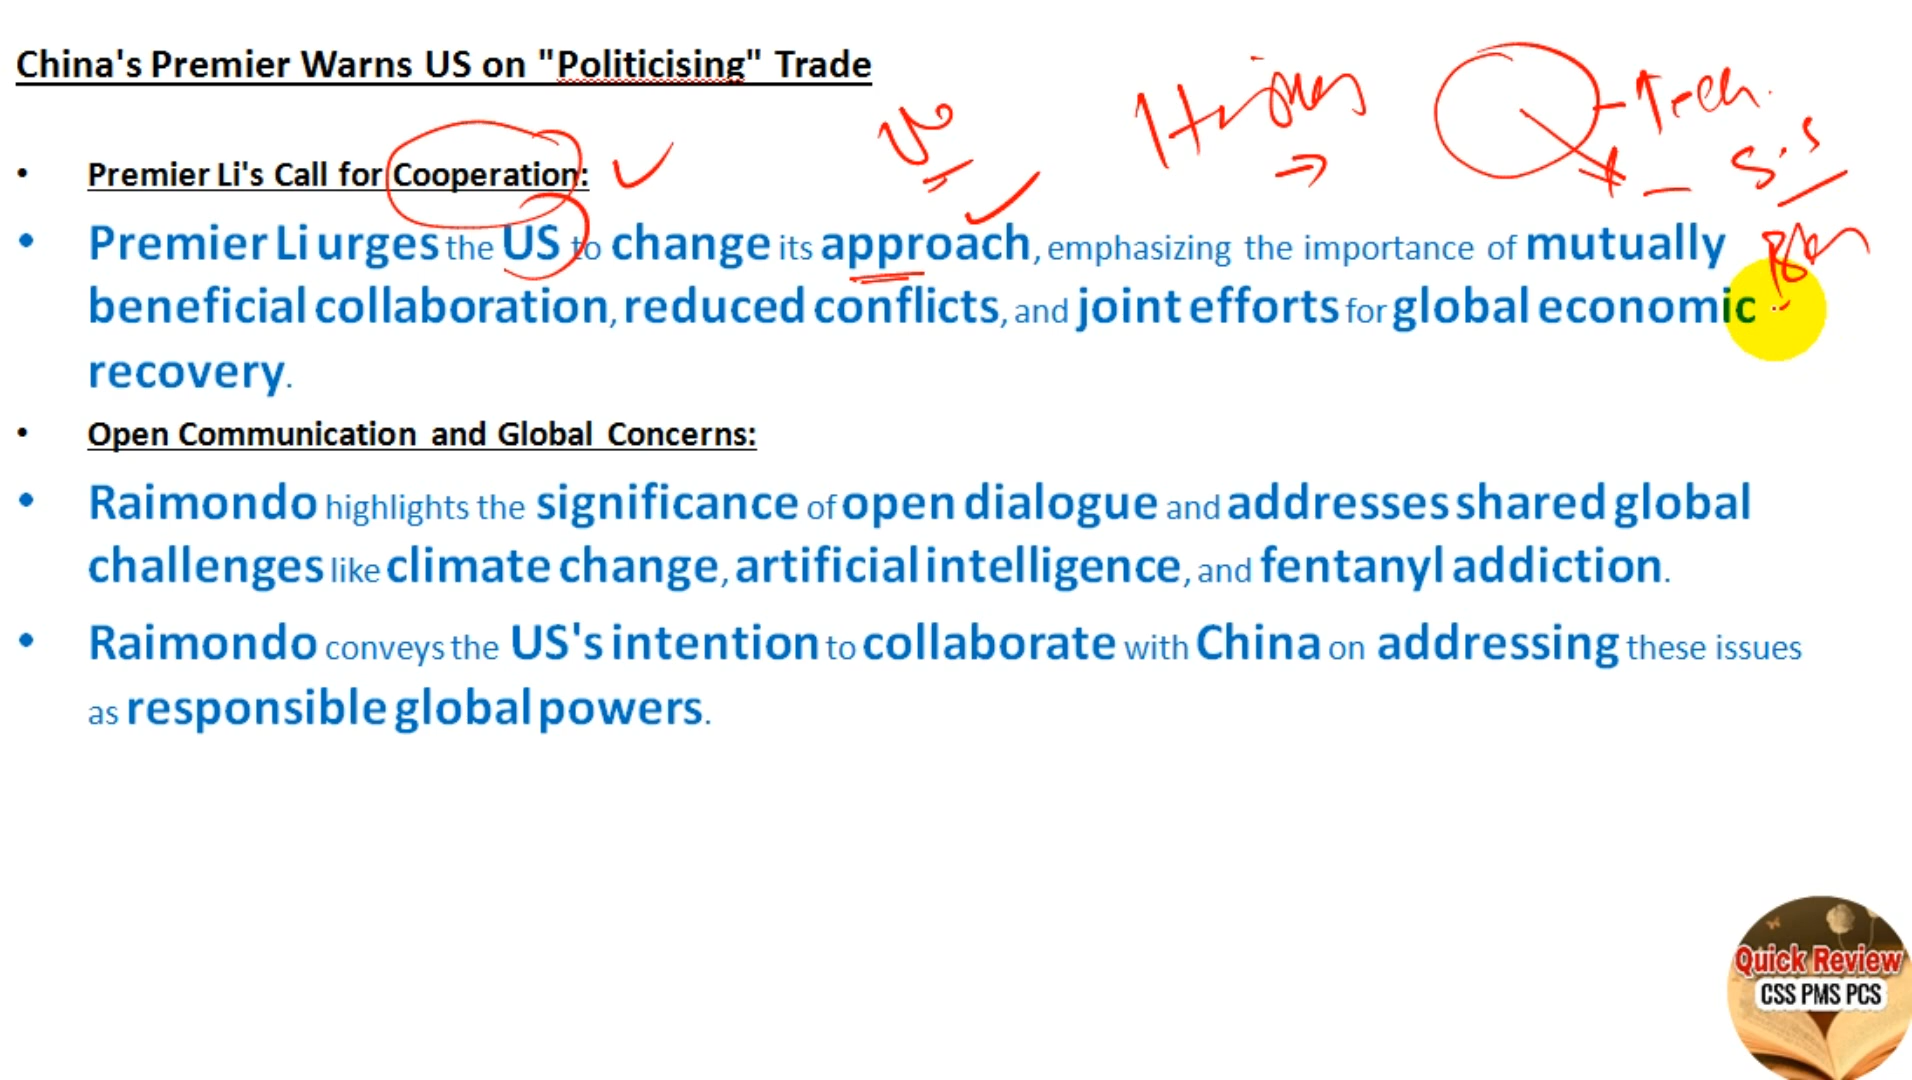 China's Premier Warns US on "Politicising" Trade
Tech.
• Premier Li's Call for Cooperation:
• Premier Li urges the US to change its approach, emphasizing the importance of mutually
beneficial collaboration, reduced conflicts, and joint efforts for global economic
recovery.
• Open Communication and Global Concerns:
• Raimondo highlights the significance of open dialogue and addresses shared global
challenges like climate change, artificial intelligence, and fentanyl addiction.
• Raimondo conveys the US's intention to collaborate with China on addressing these issues
as responsible global powers.
Quick Review
CSS PMS PCS